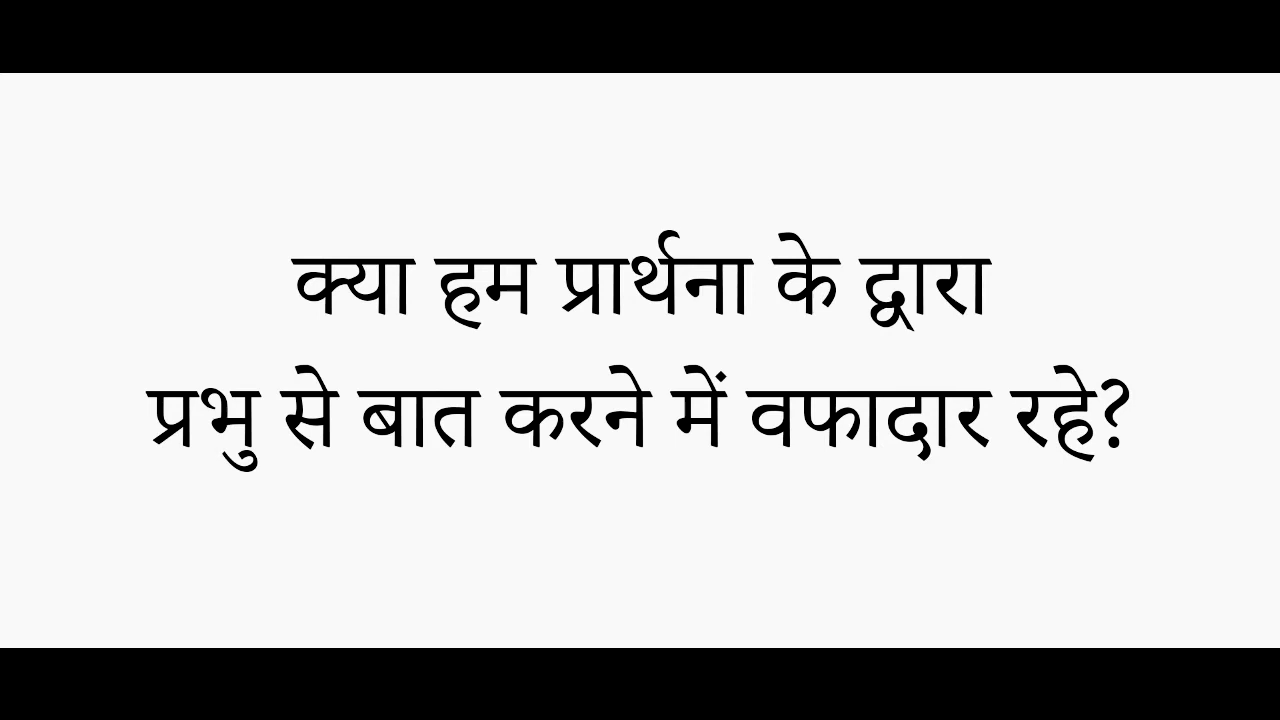 क्या हम प्रार्थना के द्वारा
प्रभु से बात करने में वफादार रहे?